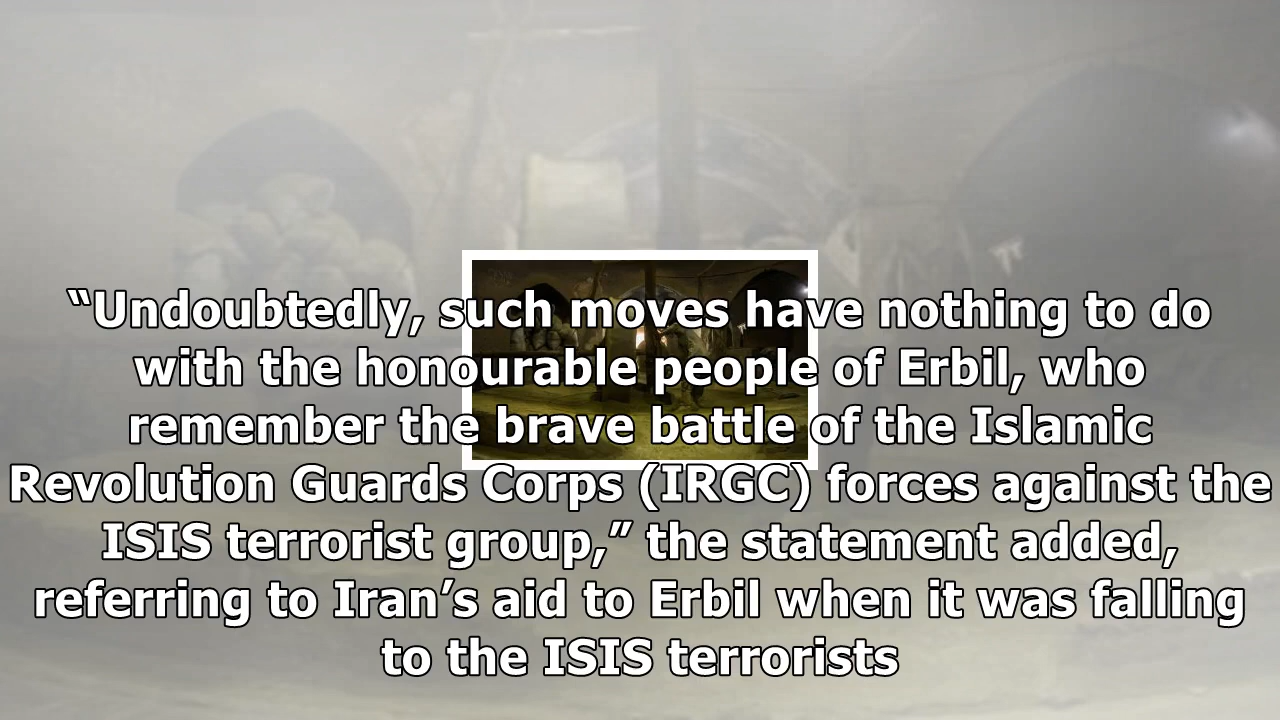 “Undoubtedly, such moves have nothing to do
with the honourable people of Erbil, who
remember the brave battle of the Islamic
Revolution Guards Corps (IRGC) forces against the
ISIS terrorist group,” the statement added,
referring to Iran’s aid to Erbil when it was falling
to the ISIS terrorists